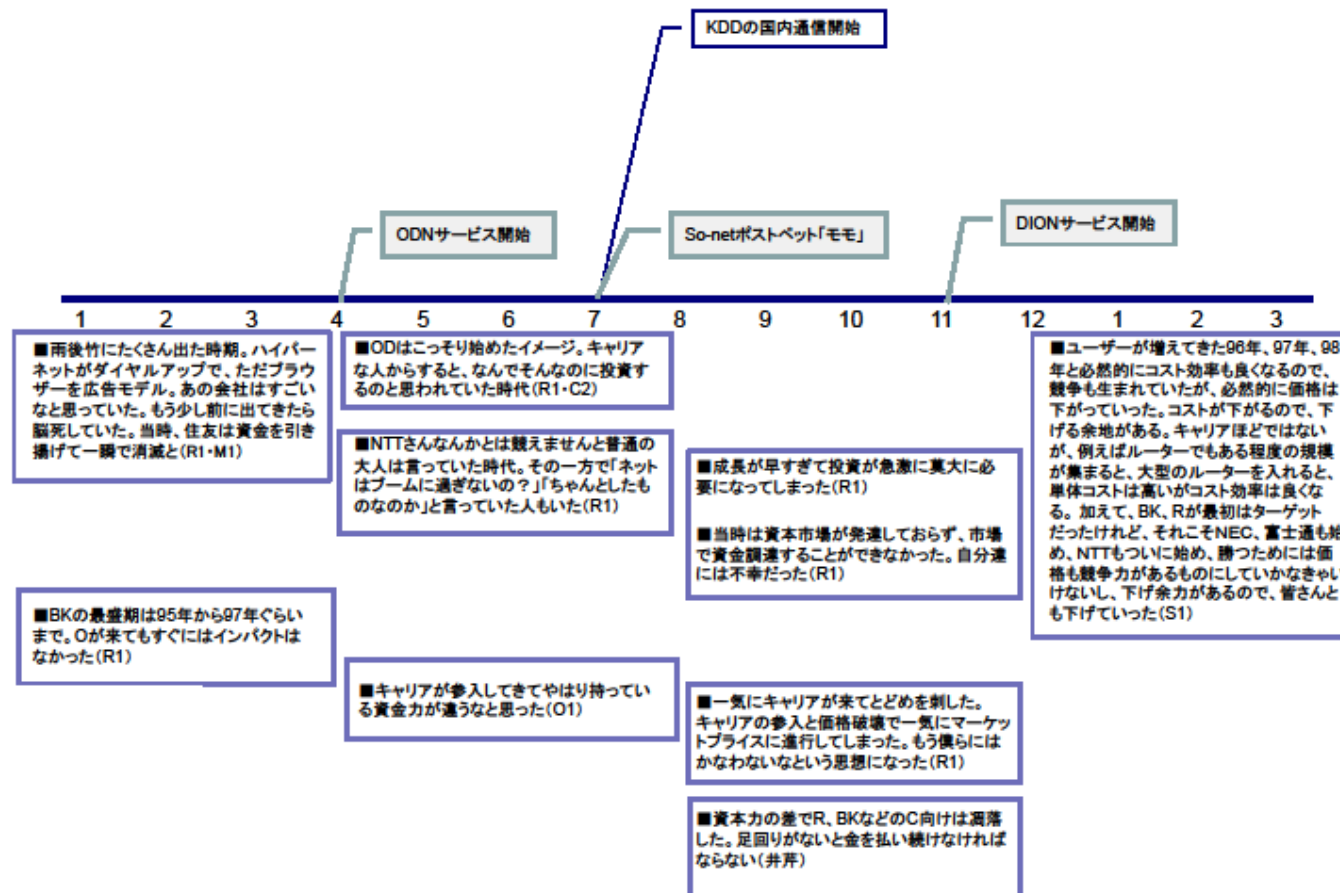 KDDの国内通信開始
ODNサービス開始
So-netポストペット「モモ」
DIONサービス開始
1 2 3 4 5 6 7 8 9 10 11 12 1 2 3
■雨後竹にたくさん出た時期。ハイパー
ネットがダイヤルアップで、ただブラウ
ザーを広告モデル。あの会社はすごい
なと思っていた。もう少し前に出てきたら
脳死していた。当時、住友は資金を引き
揚げて一瞬で消滅と(R1・M1)
■BKの最盛期は95年から97年ぐらい
まで。Oが来てもすぐにはインパクトは
なかった(R1)
■ODはこっそり始めたイメージ。キャリア
な人からすると、なんでそんなのに投資す
るのと思われていた時代(R1・C2)
■NTTさんなんかとは競えませんと普通の
大人は言っていた時代。その一方で「ネット
はブームに過ぎないの？」「ちゃんとしたも
のなのか」と言っていた人もいた(R1)
■キャリアが参入してきてやはり持ってい
る資金力が違うなと思った(O1)
■成長が早すぎて投資が急激に莫大に必
要になってしまった(R1)
■当時は資本市場が発達しておらず、市場
で資金調達することができなかった。自分達
には不幸だった(R1)
■一気にキャリアが来てとどめを刺した。
キャリアの参入と価格破壊で一気にマーケッ
トプライスに進行してしまった。もう僕らには
かなわないなという思想になった(R1)
■資本力の差でR、BKなどのC向けは凋落
した。足回りがないと金を払い続けなければ
ならない(井芹)
■ユーザーが増えてきた96年、97年、98
年と必然的にコスト効率も良くなるので、
競争も生まれていたが、必然的に価格は
下がっていった。コストが下がるので、下
げる余地がある。キャリアほどではない
が、例えばルーターでもある程度の規模
が集まると、大型のルーターを入れると、
単体コストは高いがコスト効率は良くな
る。加えて、BK、Rが最初はターゲット
だったけれど、それこそNEC、富士通も始
め、NTTもついに始め、勝つためには価
格も競争力があるものにしていかなきゃい
けないし、下げ余力があるので、皆さんと
も下げていった(S1)